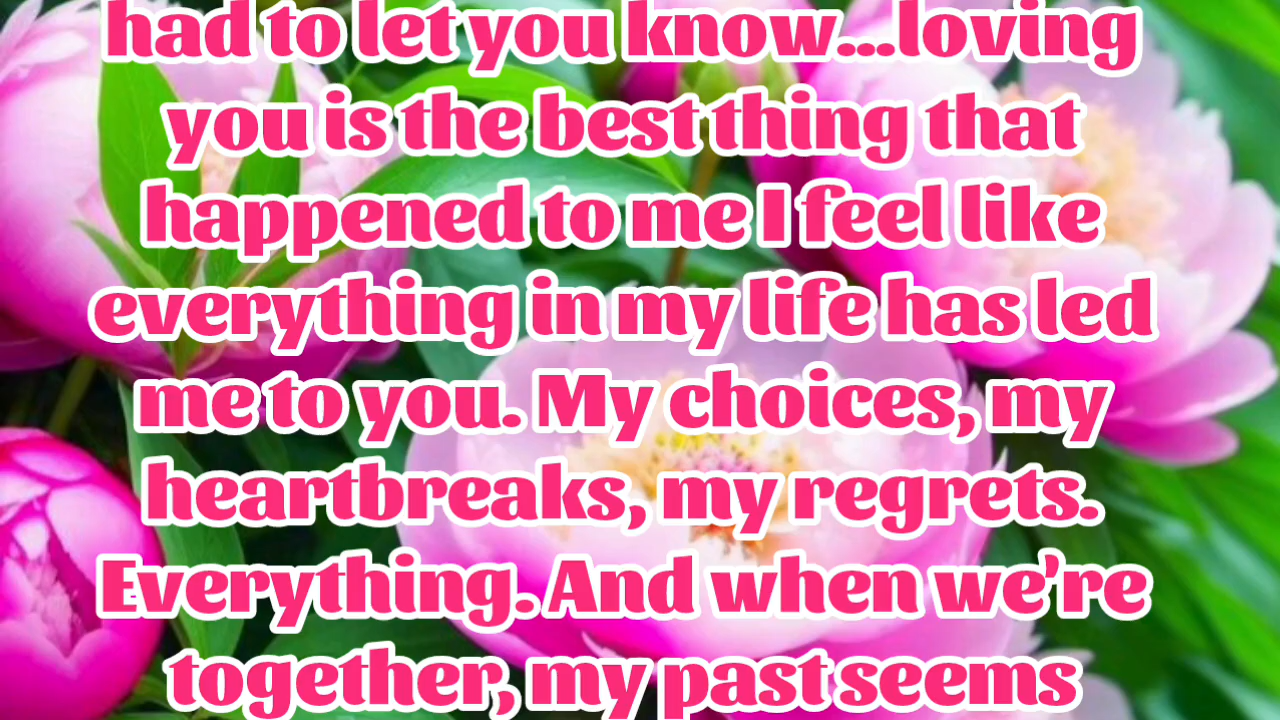 had to let you know...loving
you is the best thing that
happened to me I feel like
everything in my life has led
me to you. My choices, my
heartbreaks, my regrets.
Everything. And when we're
together, my past seems